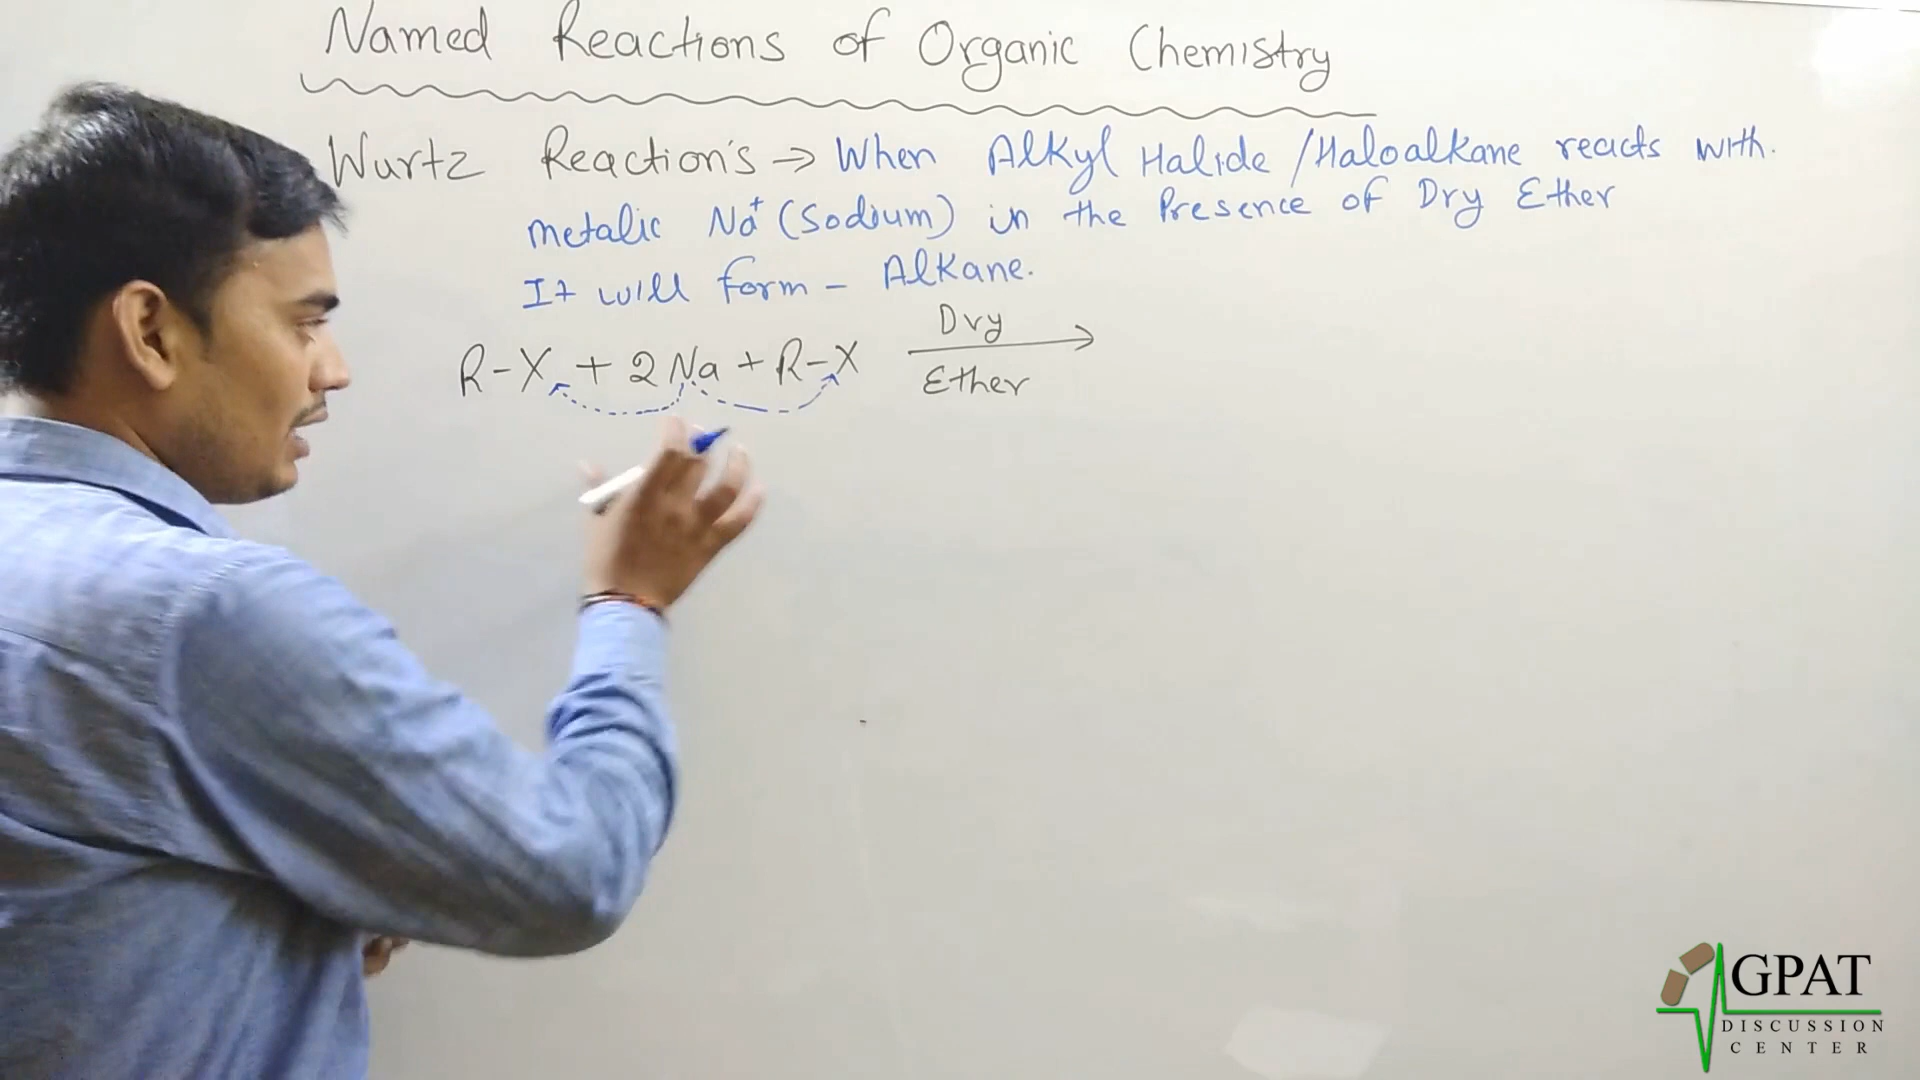 Named Reactions of Organic Chemistry
Wurtz Reaction's → When Alkyl Halide / Haloalkane reacts with.
metalic Na⁺ (Sodium) in the Presence of Dry Ether
It will form - Alkane.
R-X + 2Na + R-X
Dry
Ether
GPAT
DISCUSSION
CENTER